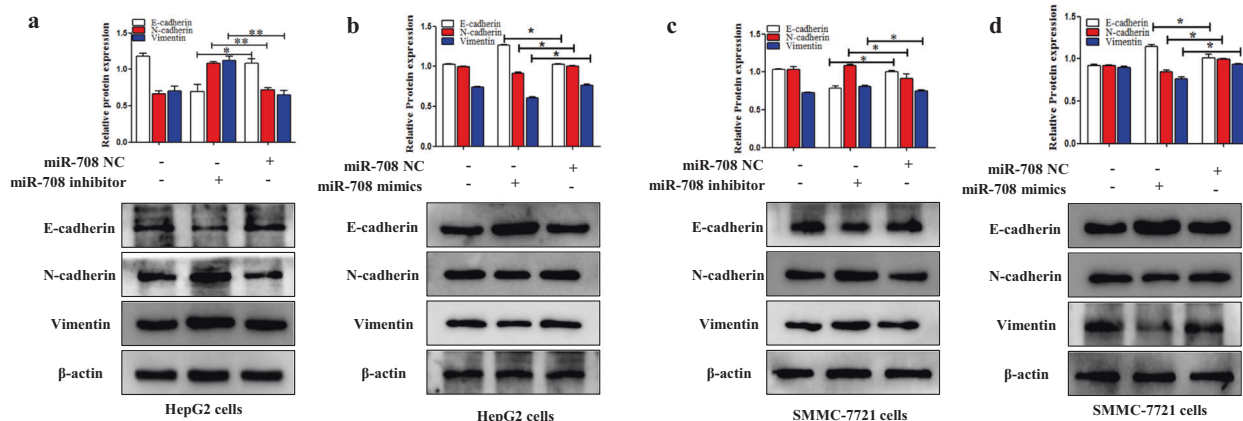 a
Relative Protein expression
1.5
1.0
0.5
0.0
E-cadherin
N-cadherin
Vimentin
*
**
**
miR-708 NC - - +
miR-708 inhibitor - + -
E-cadherin
N-cadherin
Vimentin
β-actin
HepG2 cells
b
Relative Protein expression
1.5
1.0
0.5
0.0
E-cadherin
N-cadherin
Vimentin
*
*
*
miR-708 NC - - +
miR-708 mimics - + -
E-cadherin
N-cadherin
Vimentin
β-actin
HepG2 cells
c
Relative Protein expression
1.5
1.0
0.5
0.0
E-cadherin
N-cadherin
Vimentin
*
*
*
miR-708 NC - - +
miR-708 inhibitor - + -
E-cadherin
N-cadherin
Vimentin
β-actin
SMMC-7721 cells
d
Relative Protein expression
1.5
1.0
0.5
0.0
E-cadherin
N-cadherin
Vimentin
*
*
*
miR-708 NC - - +
miR-708 mimics - + -
E-cadherin
N-cadherin
Vimentin
β-actin
SMMC-7721 cells